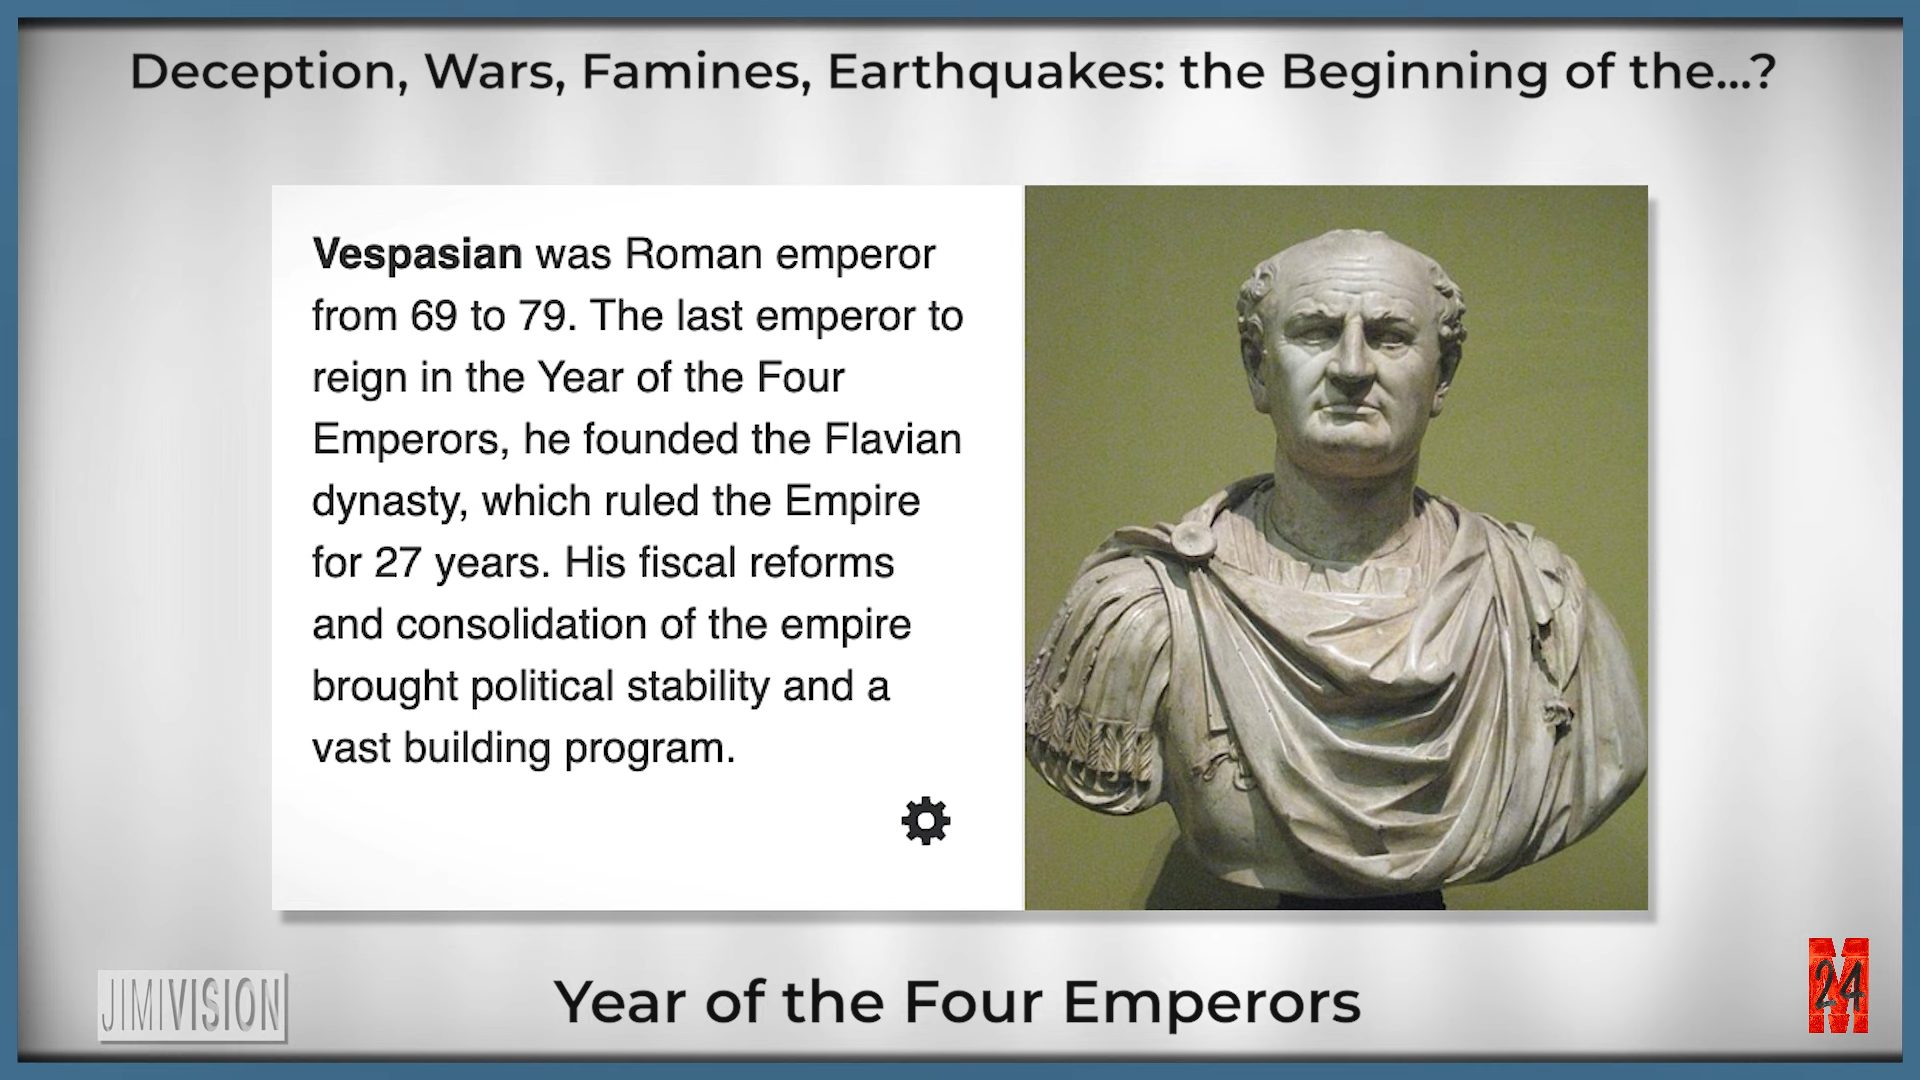 Deception, Wars, Famines, Earthquakes: the Beginning of the...?
Vespasian was Roman emperor
from 69 to 79. The last emperor to
reign in the Year of the Four
Emperors, he founded the Flavian
dynasty, which ruled the Empire
for 27 years. His fiscal reforms
and consolidation of the empire
brought political stability and a
vast building program.
JIMIVISION
Year of the Four Emperors
M
24